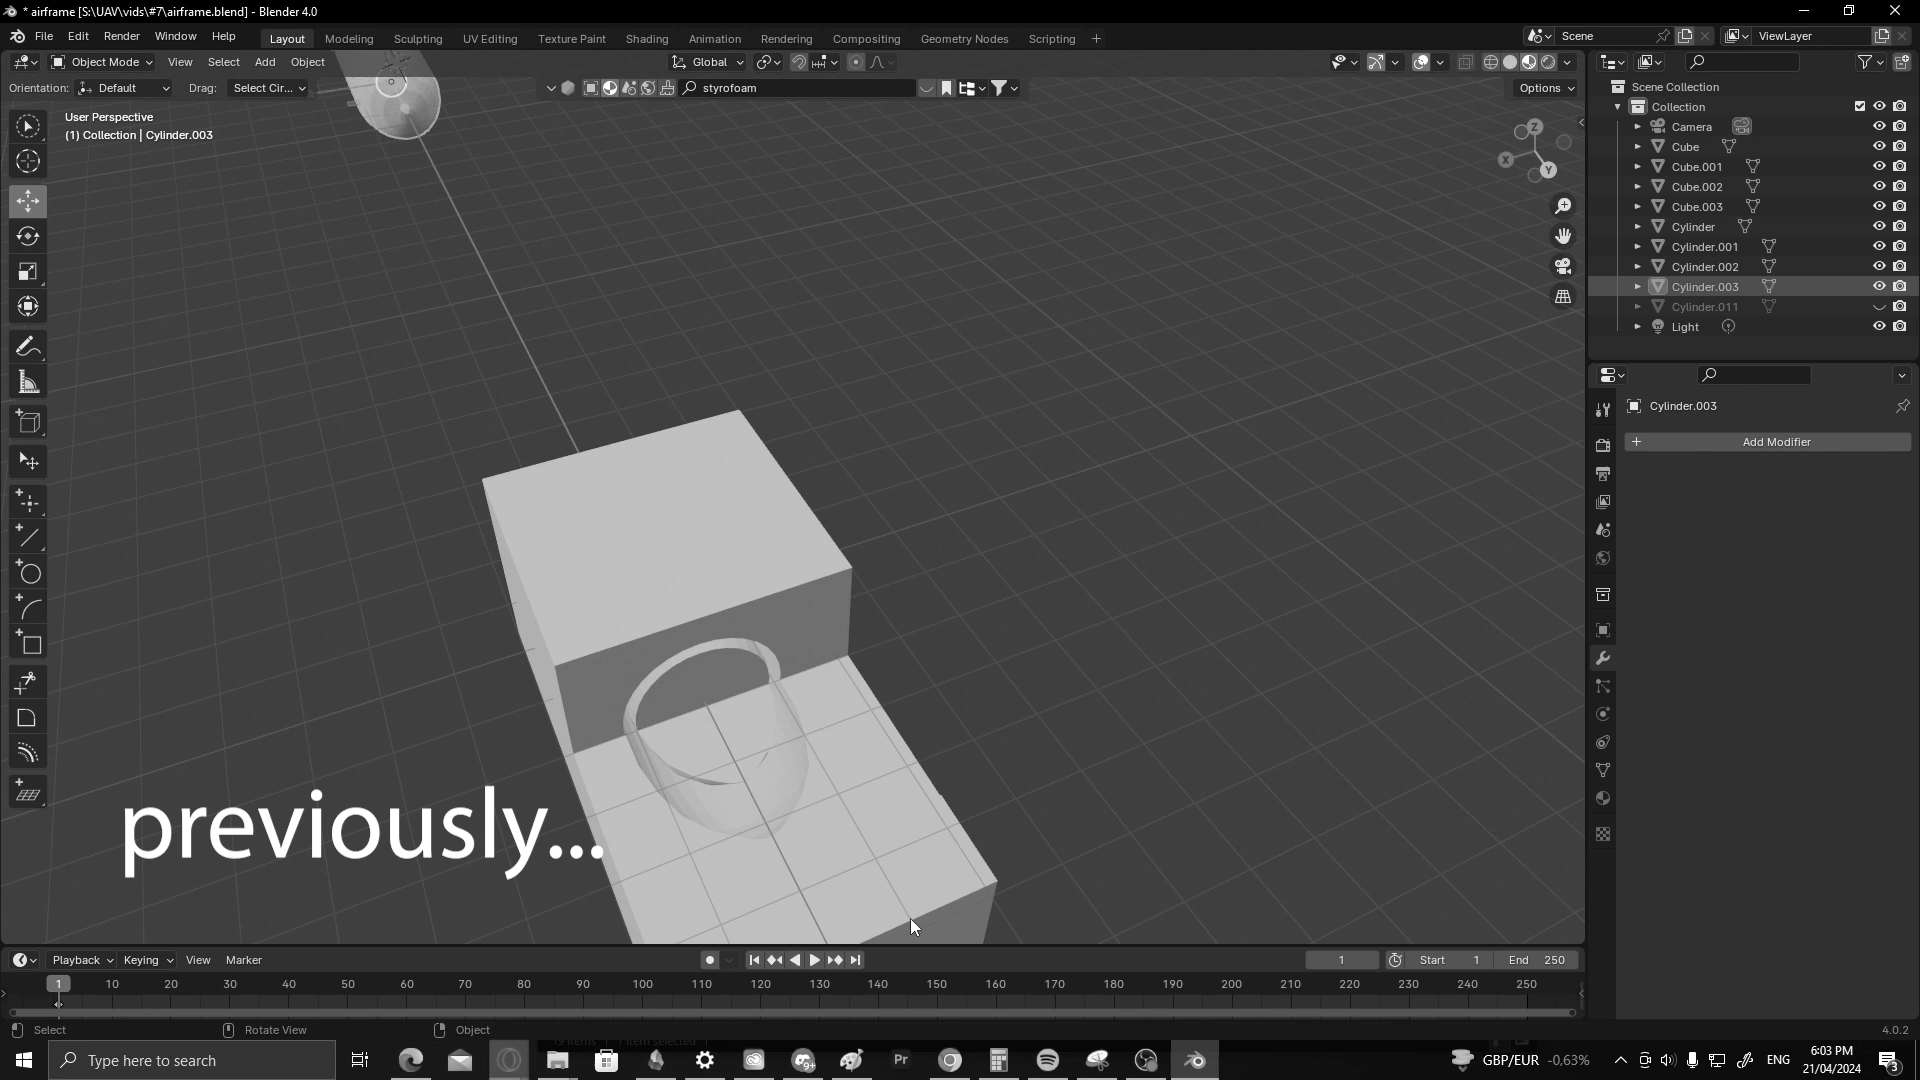 * airframe [S:\UAV\vids\#7\airframe.blend] - Blender 4.0
File Edit Render Window Help
Layout Modeling Sculpting UV Editing Texture Paint Shading Animation Rendering Compositing Geometry Nodes Scripting
Scene
ViewLayer
Object Mode View Select Add Object
Global
Orientation: Default Drag: Select Cir...
styrofoam
Options
User Perspective
(1) Collection | Cylinder.003
Z
X
Y
Scene Collection
Collection
Camera
Cube
Cube.001
Cube.002
Cube.003
Cylinder
Cylinder.001
Cylinder.002
Cylinder.003
Cylinder.011
Light
Cylinder.003
Add Modifier
previously...
Playback Keying View Marker
1 Start 1 End 250
1 10 20 30 40 50 60 70 80 90 100 110 120 130 140 150 160 170 180 190 200 210 220 230 240 250
Select Rotate View Object
4.0.2
Type here to search
9+
Pr
GBP/EUR -0,63%
ENG
6:03 PM
21/04/2024
3